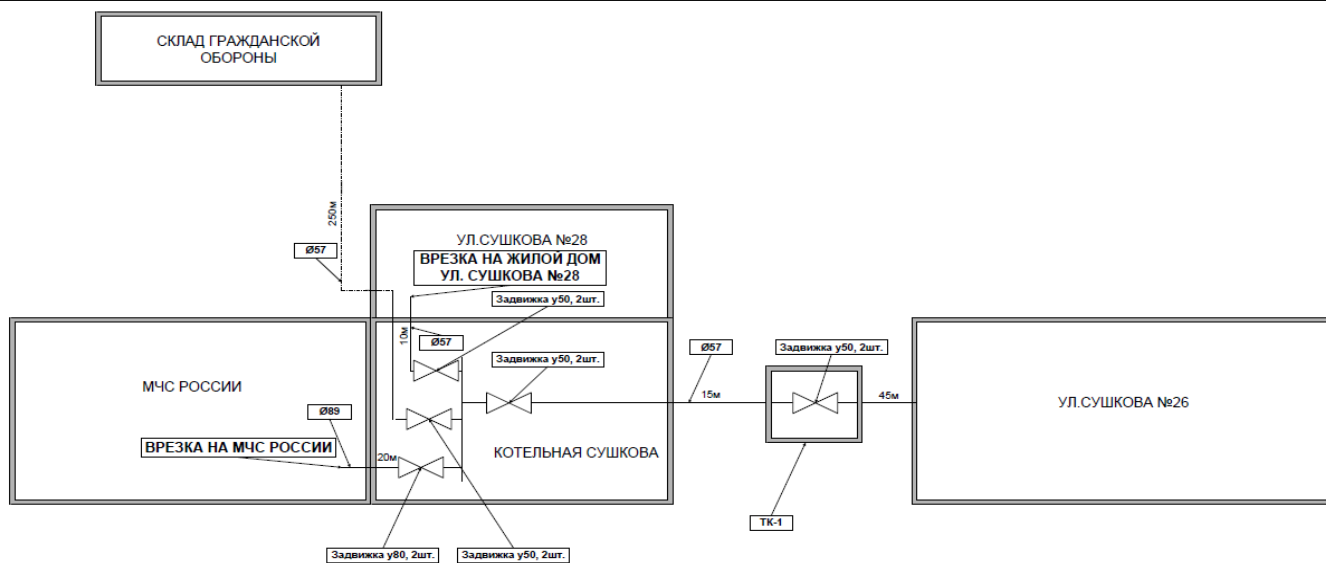 СКЛАД ГРАЖДАНСКОЙ
ОБОРОНЫ
250м
Ø57
УЛ.СУШКОВА №28
ВРЕЗКА НА ЖИЛОЙ ДОМ
УЛ. СУШКОВА №28
Задвижка у50, 2шт.
10м
Ø57
Задвижка у50, 2шт.
Ø57
Задвижка у50, 2шт.
МЧС РОССИИ
15м
45м
УЛ.СУШКОВА №26
Ø89
ВРЕЗКА НА МЧС РОССИИ
20м
КОТЕЛЬНАЯ СУШКОВА
ТК-1
Задвижка у80, 2шт.
Задвижка у50, 2шт.